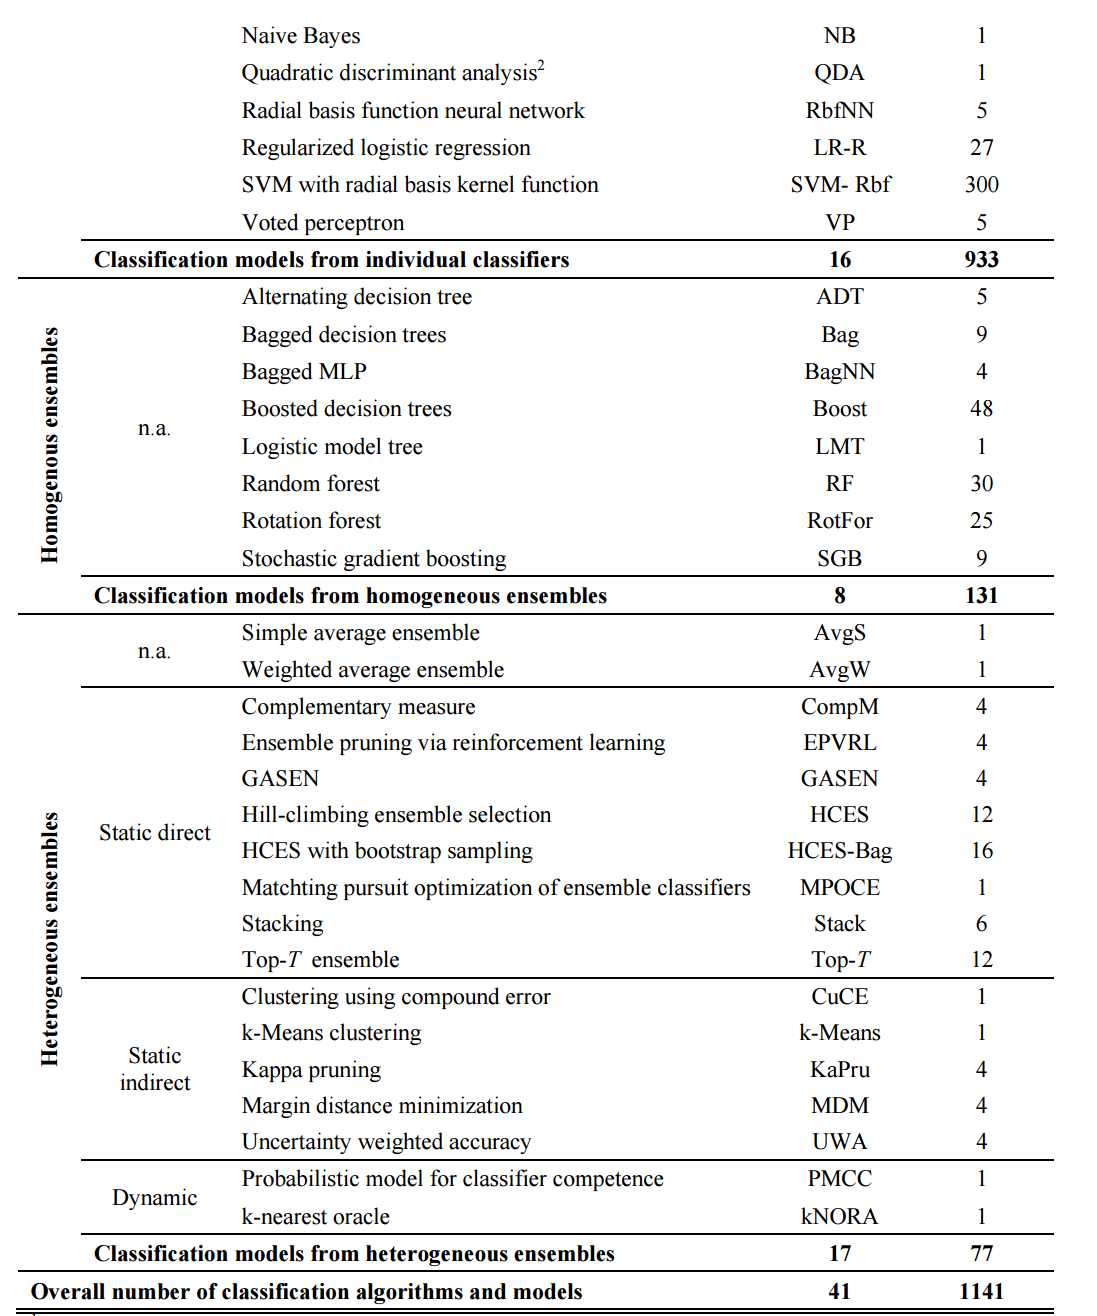 Naive Bayes NB 1
Quadratic discriminant analysis2 QDA 1
Radial basis function neural network RbfNN 5
Regularized logistic regression LR-R 27
SVM with radial basis kernel function SVM- Rbf 300
Voted perceptron VP 5
Classification models from individual classifiers 16 933
Homogenous ensembles
n.a.
Alternating decision tree ADT 5
Bagged decision trees Bag 9
Bagged MLP BagNN 4
Boosted decision trees Boost 48
Logistic model tree LMT 1
Random forest RF 30
Rotation forest RotFor 25
Stochastic gradient boosting SGB 9
Classification models from homogeneous ensembles 8 131
Heterogeneous ensembles
n.a.
Simple average ensemble AvgS 1
Weighted average ensemble AvgW 1
Static direct
Complementary measure CompM 4
Ensemble pruning via reinforcement learning EPVRL 4
GASEN GASEN 4
Hill-climbing ensemble selection HCES 12
HCES with bootstrap sampling HCES-Bag 16
Matchting pursuit optimization of ensemble classifiers MPOCE 1
Stacking Stack 6
Top-T ensemble Top-T 12
Static
indirect
Clustering using compound error CuCE 1
k-Means clustering k-Means 1
Kappa pruning KaPru 4
Margin distance minimization MDM 4
Uncertainty weighted accuracy UWA 4
Dynamic
Probabilistic model for classifier competence PMCC 1
k-nearest oracle kNORA 1
Classification models from heterogeneous ensembles 17 77
Overall number of classification algorithms and models 41 1141